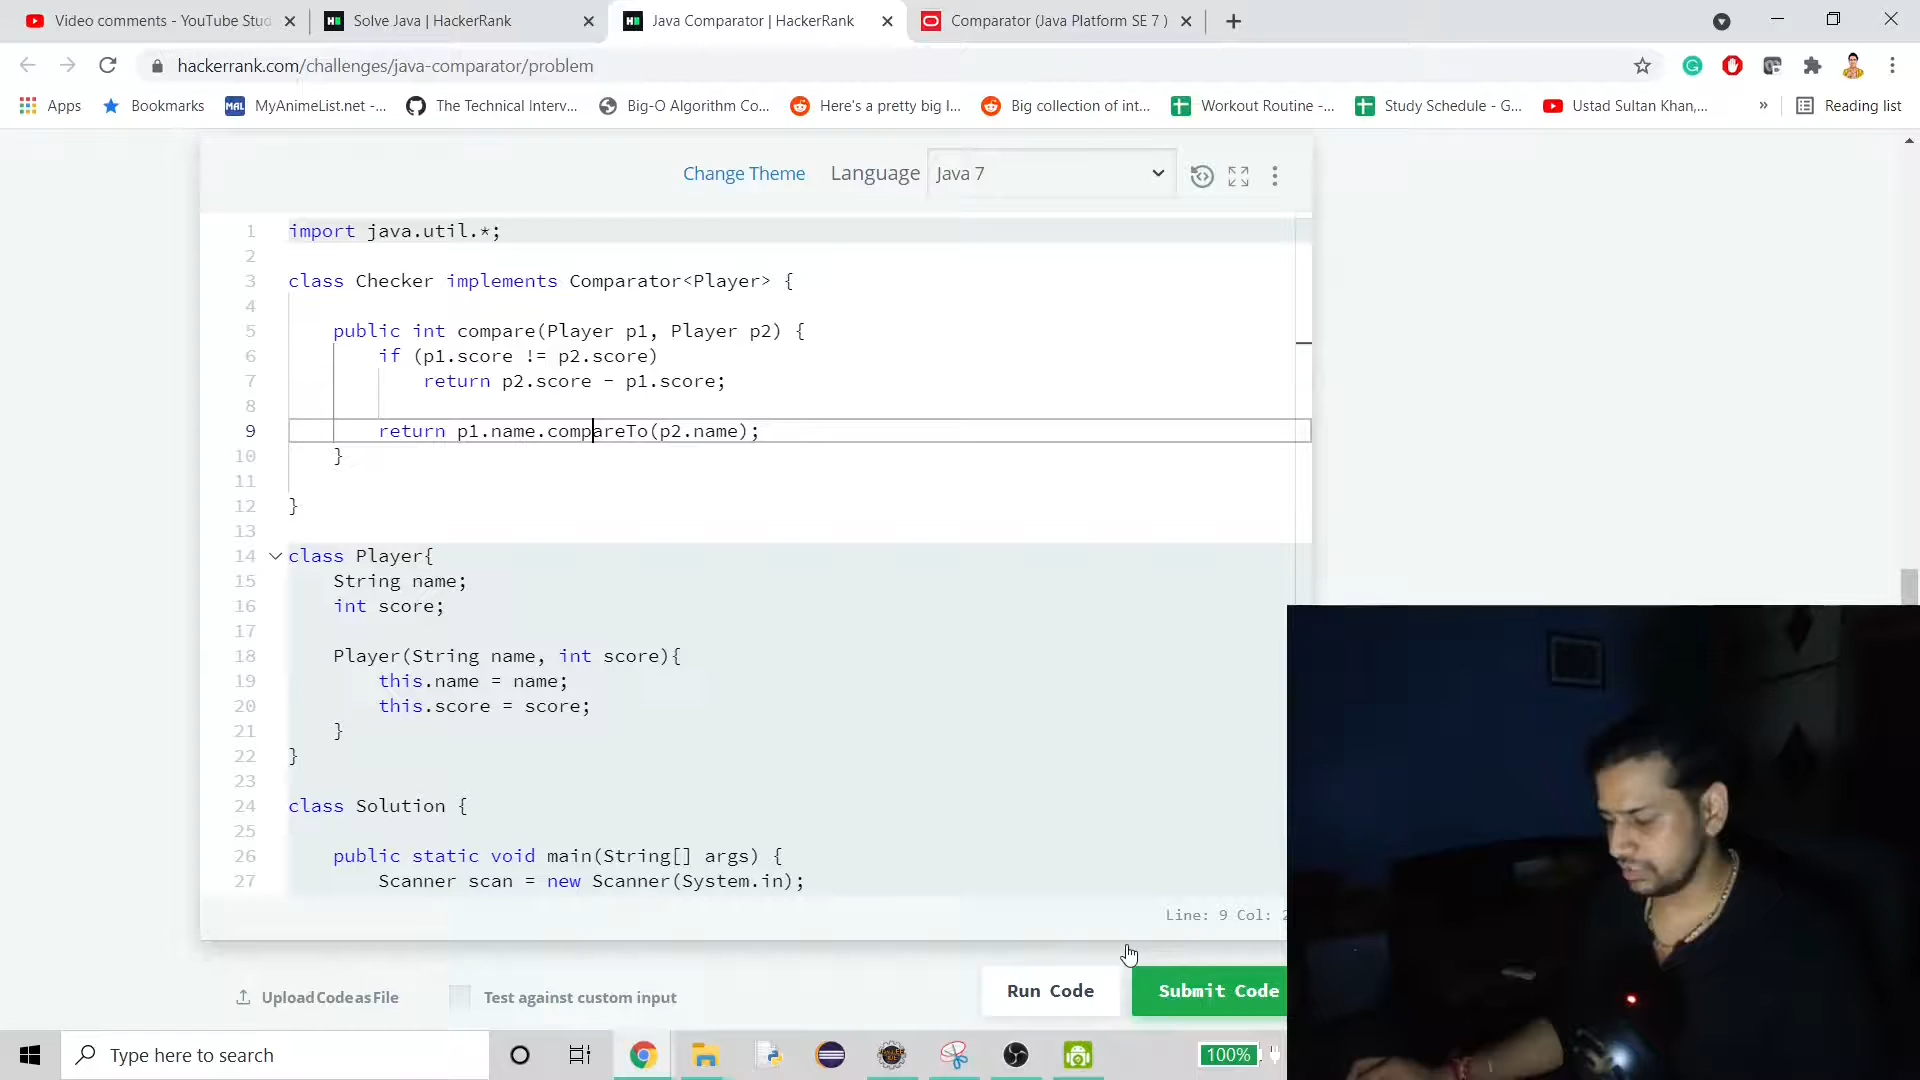 Video comments - YouTube Stud
Solve Java | HackerRank
Java Comparator | HackerRank
Comparator (Java Platform SE 7 )
hackerrank.com/challenges/java-comparator/problem
Apps
Bookmarks
MyAnimeList.net -...
The Technical Interv...
Big-O Algorithm Co...
Here's a pretty big l...
Big collection of int...
Workout Routine -...
Study Schedule - G...
Ustad Sultan Khan,...
»
Reading list
Change Theme
Language
Java 7
1 import java.util.*;
2
3 class Checker implements Comparator<Player> {
4
5 public int compare(Player p1, Player p2) {
6 if (p1.score != p2.score)
7 return p2.score - p1.score;
8
9 return p1.name.compareTo(p2.name);
10 }
11
12 }
13
14 class Player{
15 String name;
16 int score;
17
18 Player(String name, int score){
19 this.name = name;
20 this.score = score;
21 }
22 }
23
24 class Solution {
25
26 public static void main(String[] args) {
27 Scanner scan = new Scanner(System.in);
Line: 9 Col:
Upload Code as File
Test against custom input
Run Code
Submit Code
Type here to search
100%